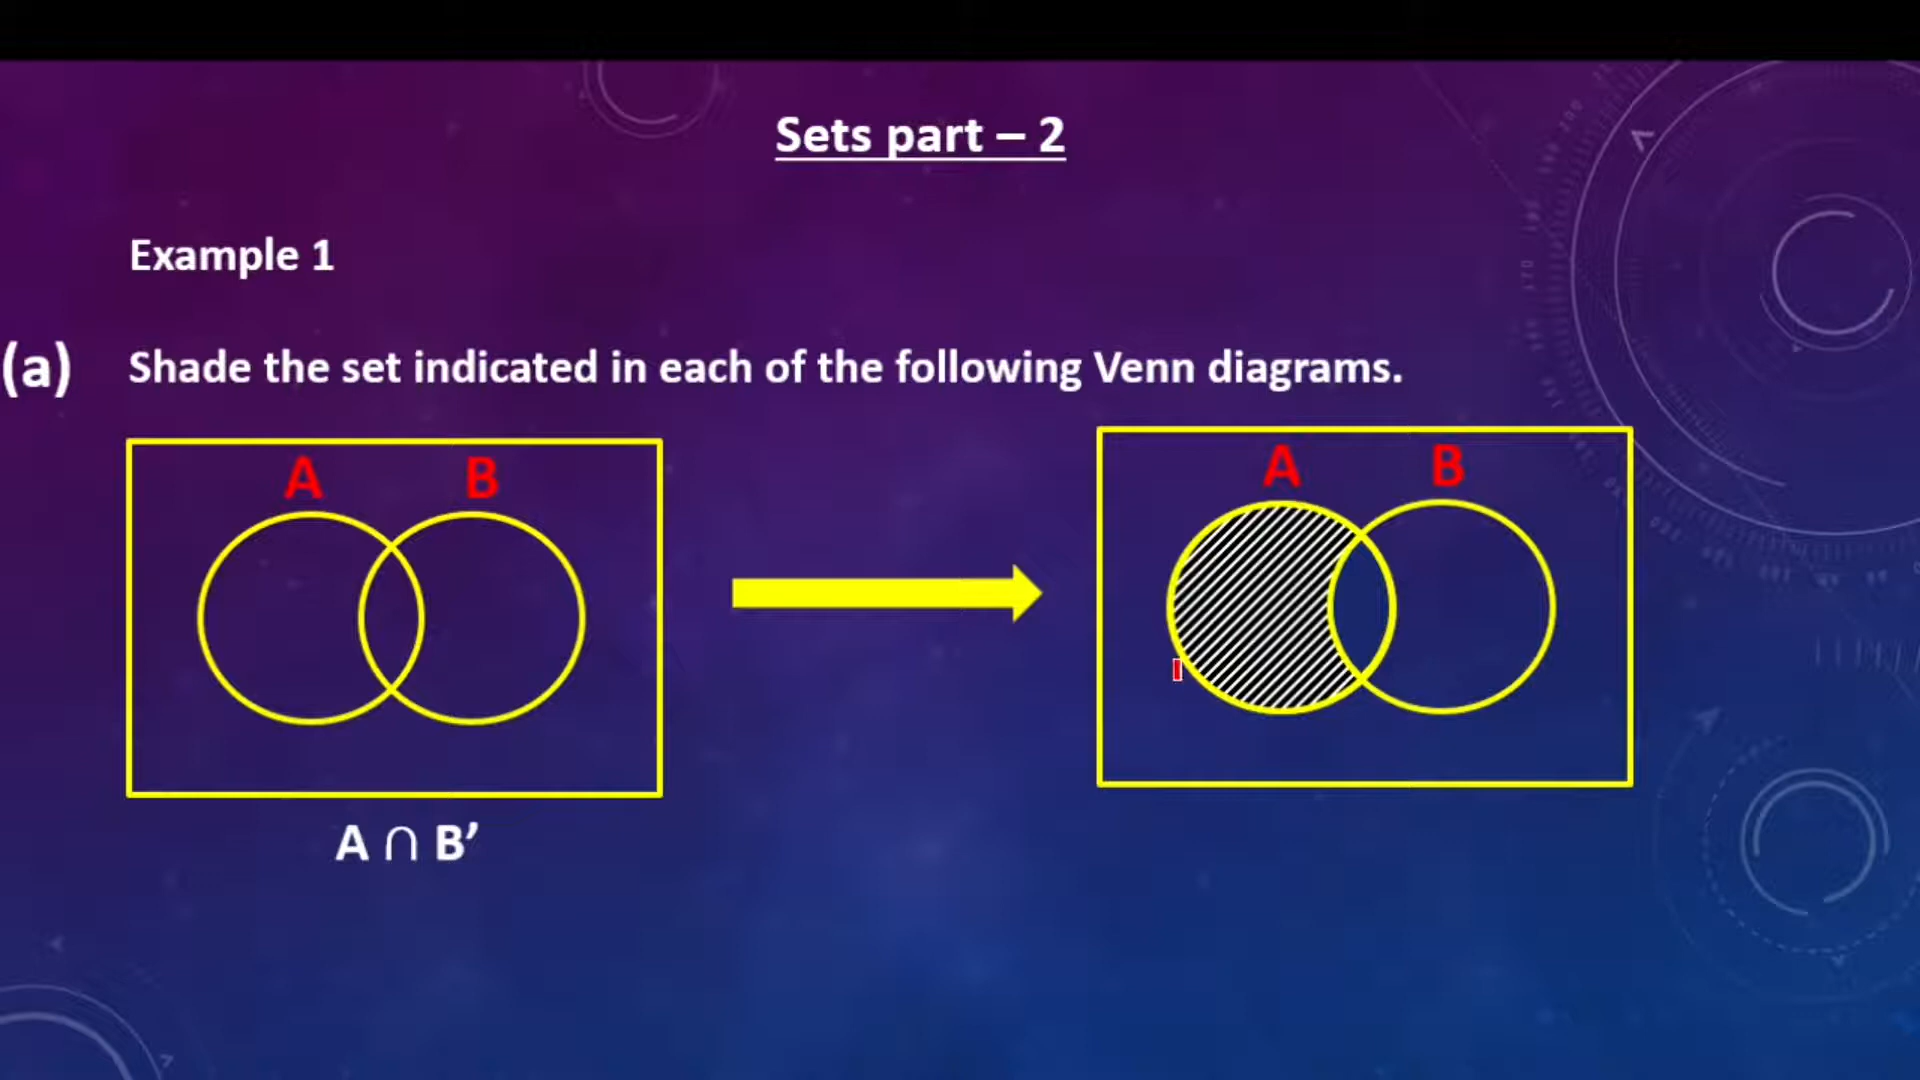 Sets part – 2
Example 1
(a) Shade the set indicated in each of the following Venn diagrams.
A B
A B
A ∩ B’